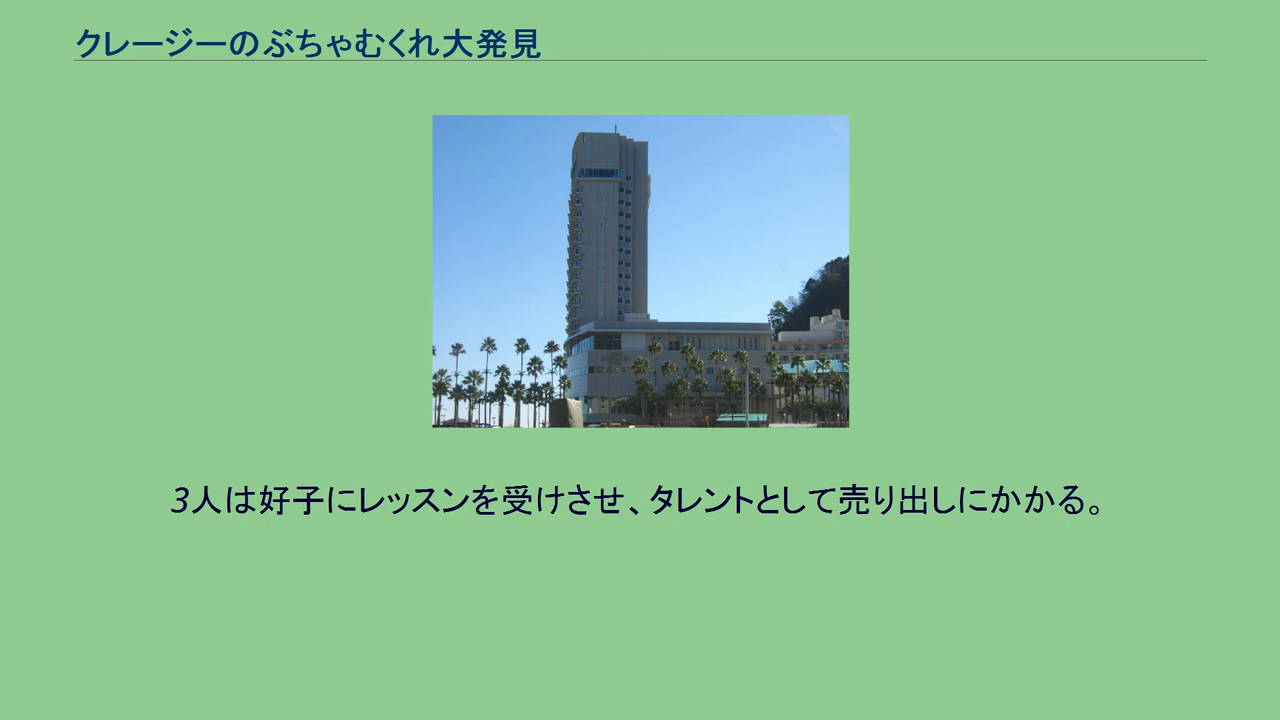 クレージーのぶちゃむくれ大発見
3人は好子にレッスンを受けさせ、タレントとして売り出しにかかる。